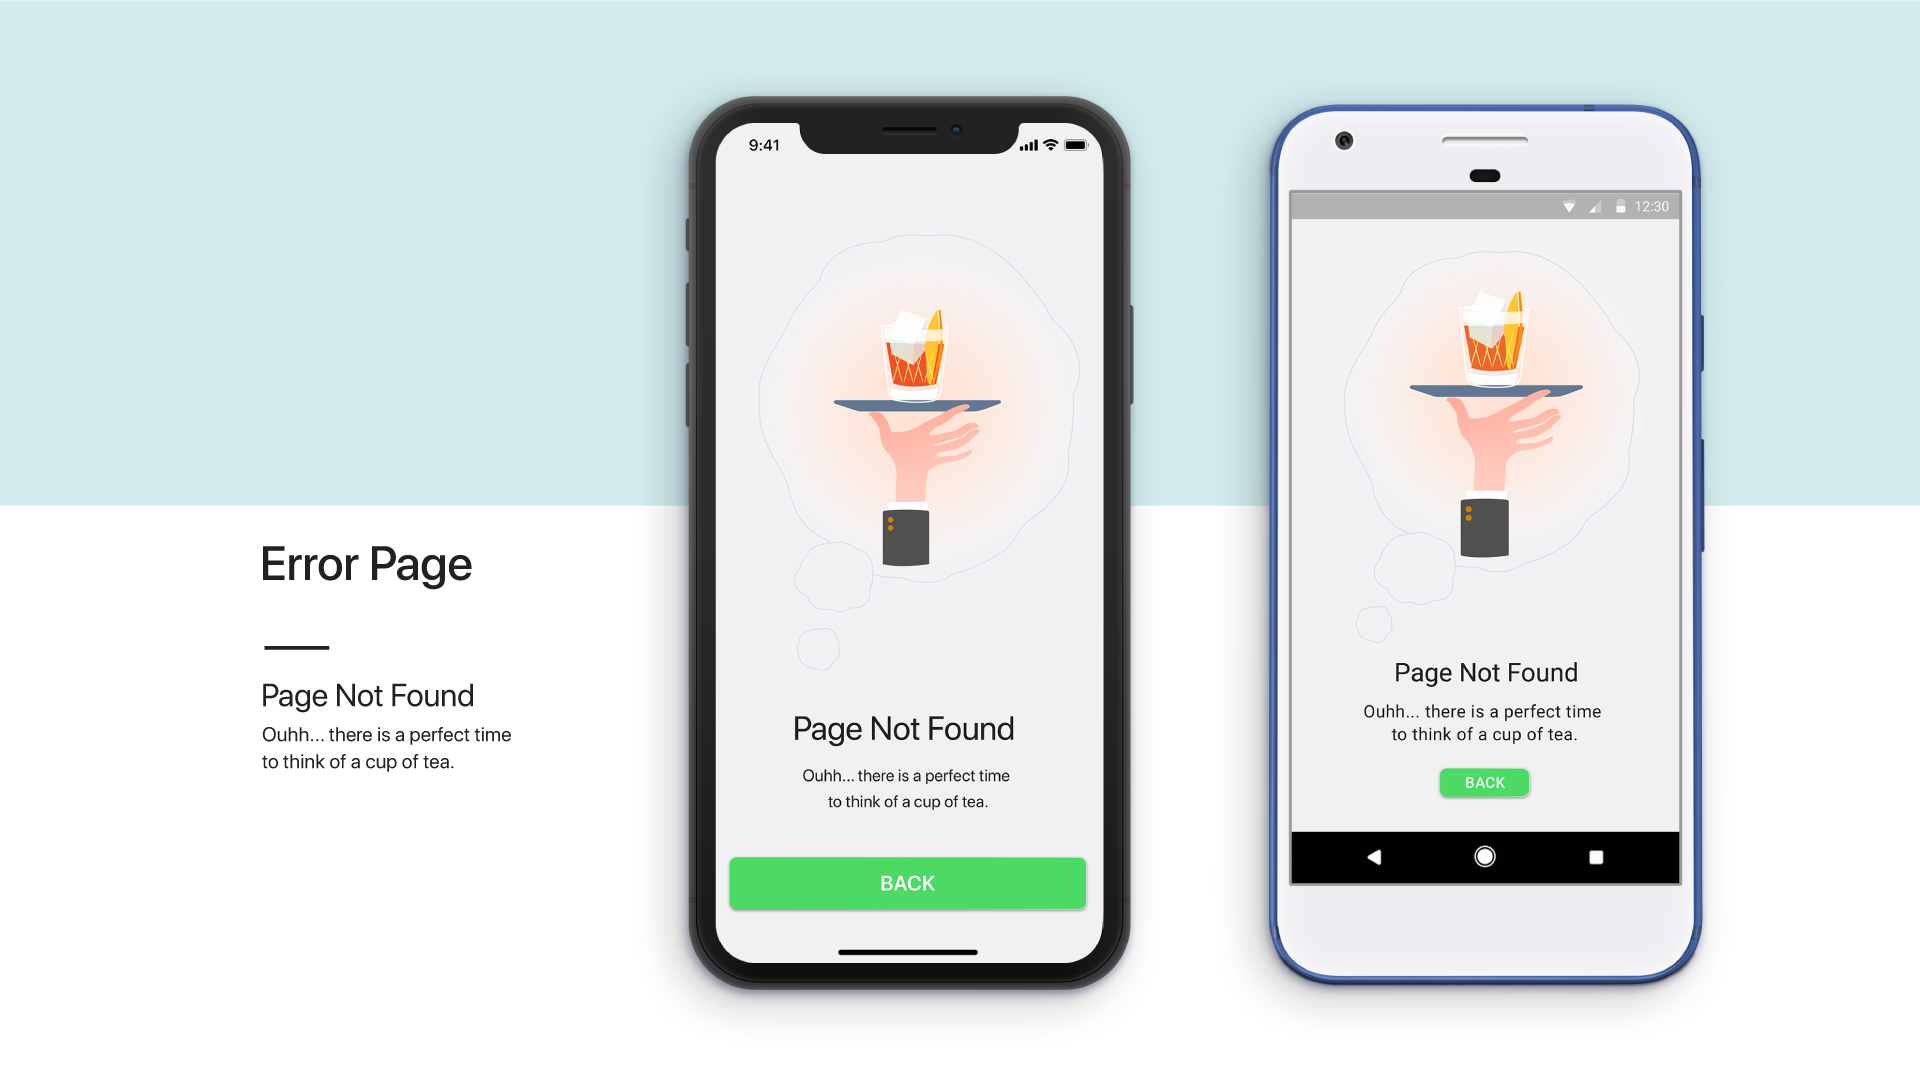 Error Page
Page Not Found
Ouhh... there is a perfect time
to think of a cup of tea.
9:41
Page Not Found
Ouhh... there is a perfect time
to think of a cup of tea.
BACK
12:30
Page Not Found
Ouhh... there is a perfect time
to think of a cup of tea.
BACK